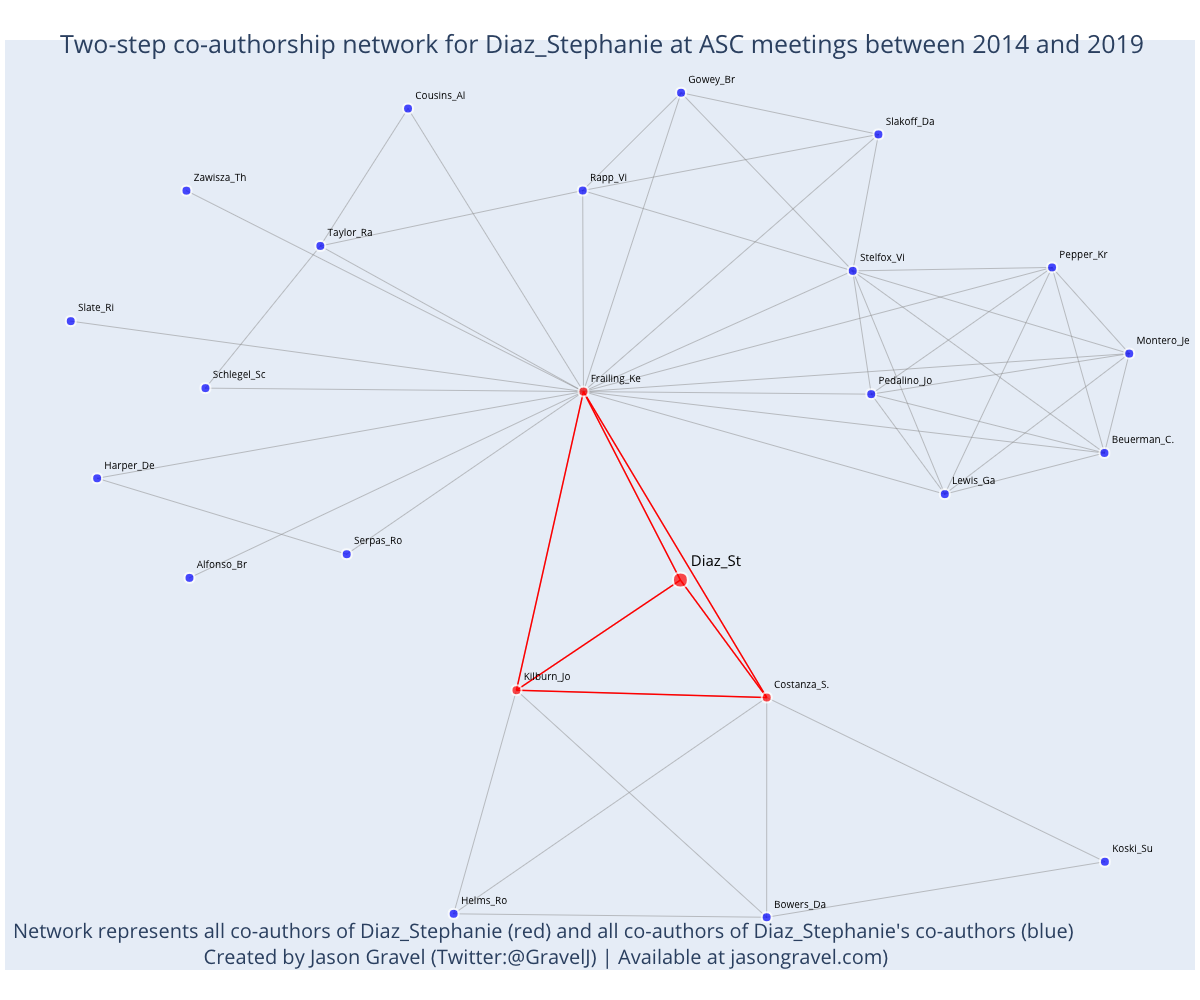 Two-step co-authorship network for Diaz_Stephanie at ASC meetings between 2014 and 2019
Gowey_Br
Cousins_Al
Slakoff_Da
Zawisza_Th
Rapp_Vi
Taylor_Ra
Stelfox_Vi
Pepper_Kr
Slate_Ri
Montero_Je
Schlegel_Sc
Frailing_Ke
Pedalino_Jo
Beuerman_C.
Harper_De
Lewis_Ga
Serpas_Ro
Alfonso_Br
Diaz_St
Kilburn_Jo
Costanza_S.
Koski_Su
Helms_Ro
Bowers_Da
Network represents all co-authors of Diaz_Stephanie (red) and all co-authors of Diaz_Stephanie's co-authors (blue)
Created by Jason Gravel (Twitter:@GravelJ) | Available at jasongravel.com)